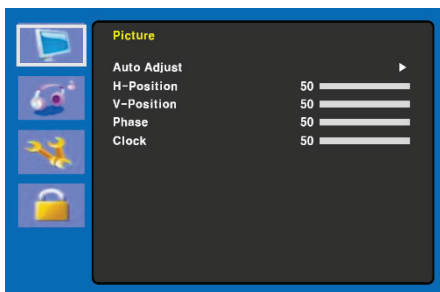 Picture
Auto Adjust
H-Position 50
V-Position 50
Phase 50
Clock 50